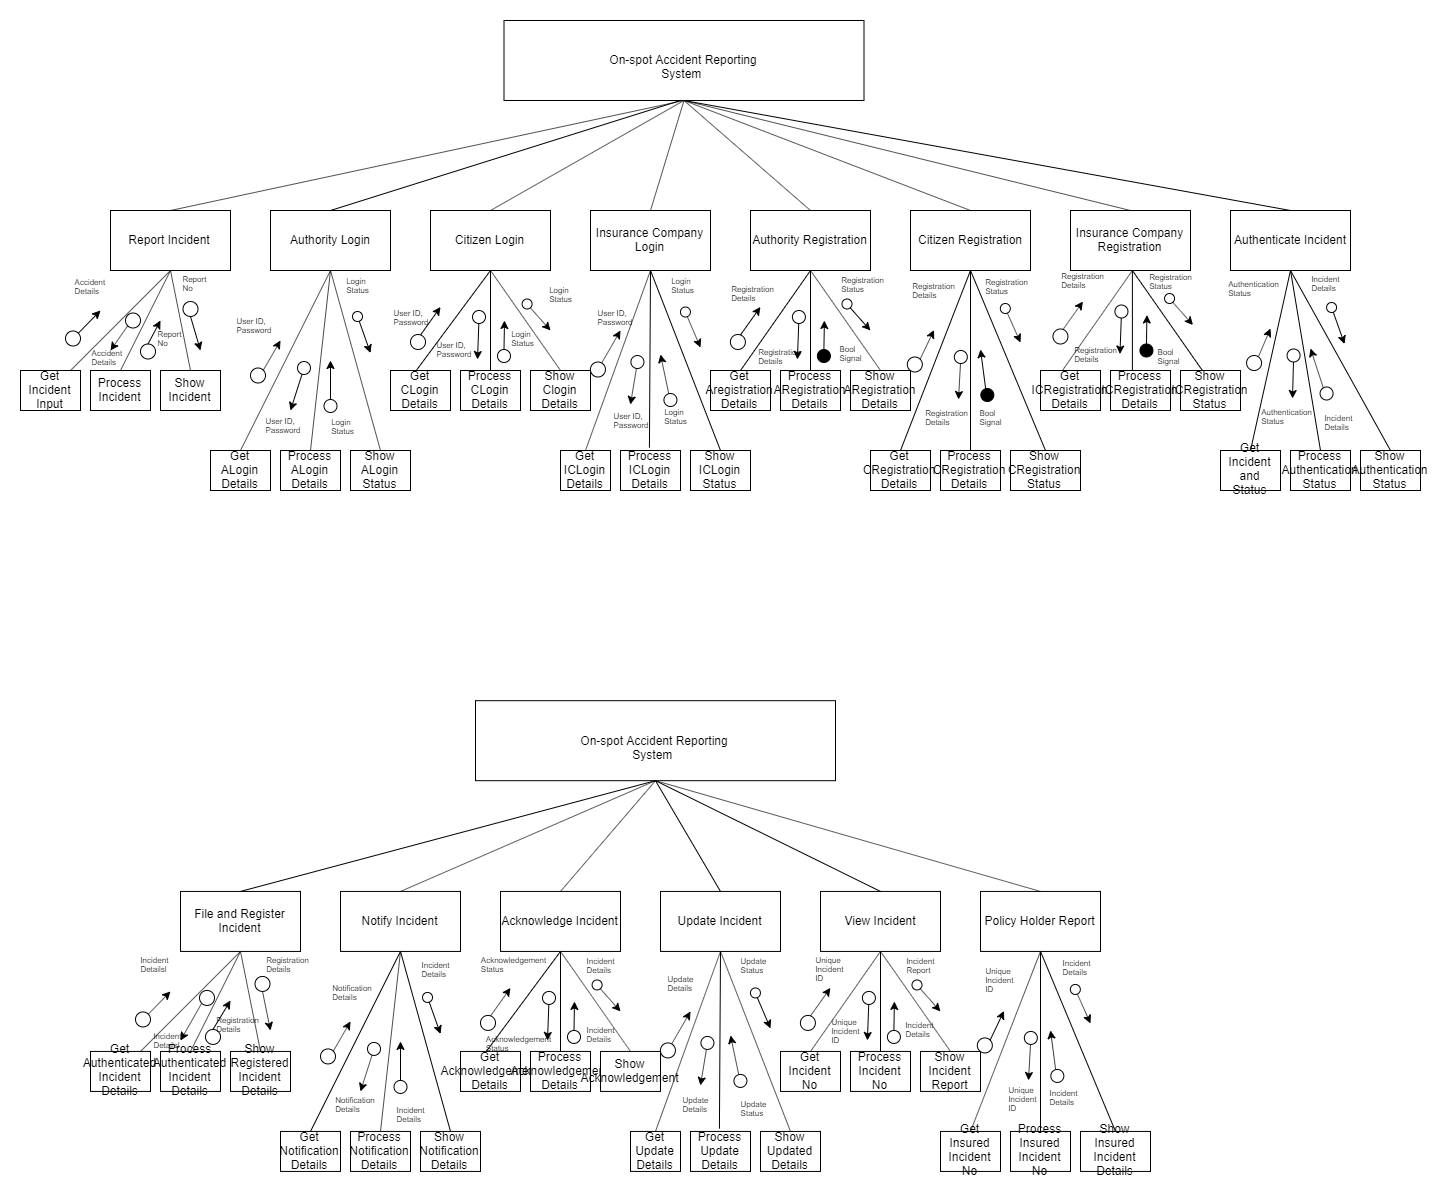 On-spot Accident Reporting
System
Report Incident
Authority Login
Citizen Login
Insurance Company
Login
Authority Registration
Citizen Registration
Insurance Company
Registration
Authenticate Incident
Accident
Details
Report
No
Accident
Details
Report
No
Get
Incident
Input
Process
Incident
Show
Incident
User ID,
Password
Login
Status
User ID,
Password
Login
Status
Get
ALogin
Details
Process
ALogin
Details
Show
ALogin
Status
User ID,
Password
Login
Status
User ID,
Password
Login
Status
Get
CLogin
Details
Process
CLogin
Details
Show
Clogin
Details
User ID,
Password
Login
Status
User ID,
Password
Login
Status
Get
ICLogin
Details
Process
ICLogin
Details
Show
ICLogin
Status
Registration
Details
Registration
Status
Registration
Details
Bool
Signal
Get
Aregistration
Details
Process
ARegistration
Details
Show
ARegistration
Details
Registration
Details
Registration
Status
Registration
Details
Bool
Signal
Get
CRegistration
Details
Process
CRegistration
Details
Show
CRegistration
Status
Registration
Details
Registration
Status
Registration
Details
Bool
Signal
Get
ICRegistration
Details
Process
ICRegistration
Details
Show
ICRegistration
Status
Authentication
Status
Incident
Details
Authentication
Status
Incident
Details
Get
Incident
and
Status
Process
Authentication
Status
Show
Authentication
Status
On-spot Accident Reporting
System
File and Register
Incident
Notify Incident
Acknowledge Incident
Update Incident
View Incident
Policy Holder Report
Incident
Detailsl
Registration
Details
Incident
Details
Registration
Details
Get
Authenticated
Incident
Details
Process
Authenticated
Incident
Details
Show
Registered
Incident
Details
Notification
Details
Incident
Details
Notification
Details
Incident
Details
Get
Notification
Details
Process
Notification
Details
Show
Notification
Details
Acknowledgement
Status
Incident
Details
Acknowledgement
Status
Incident
Details
Get
Acknowledgement
Details
Process
Acknowledgement
Details
Show
Acknowledgement
Update
Details
Update
Status
Update
Details
Update
Status
Get
Update
Details
Process
Update
Details
Show
Updated
Details
Unique
Incident
ID
Incident
Report
Unique
Incident
ID
Incident
Details
Get
Incident
No
Process
Incident
No
Show
Incident
Report
Unique
Incident
ID
Incident
Details
Unique
Incident
ID
Incident
Details
Get
Insured
Incident
No
Process
Insured
Incident
No
Show
Insured
Incident
Details